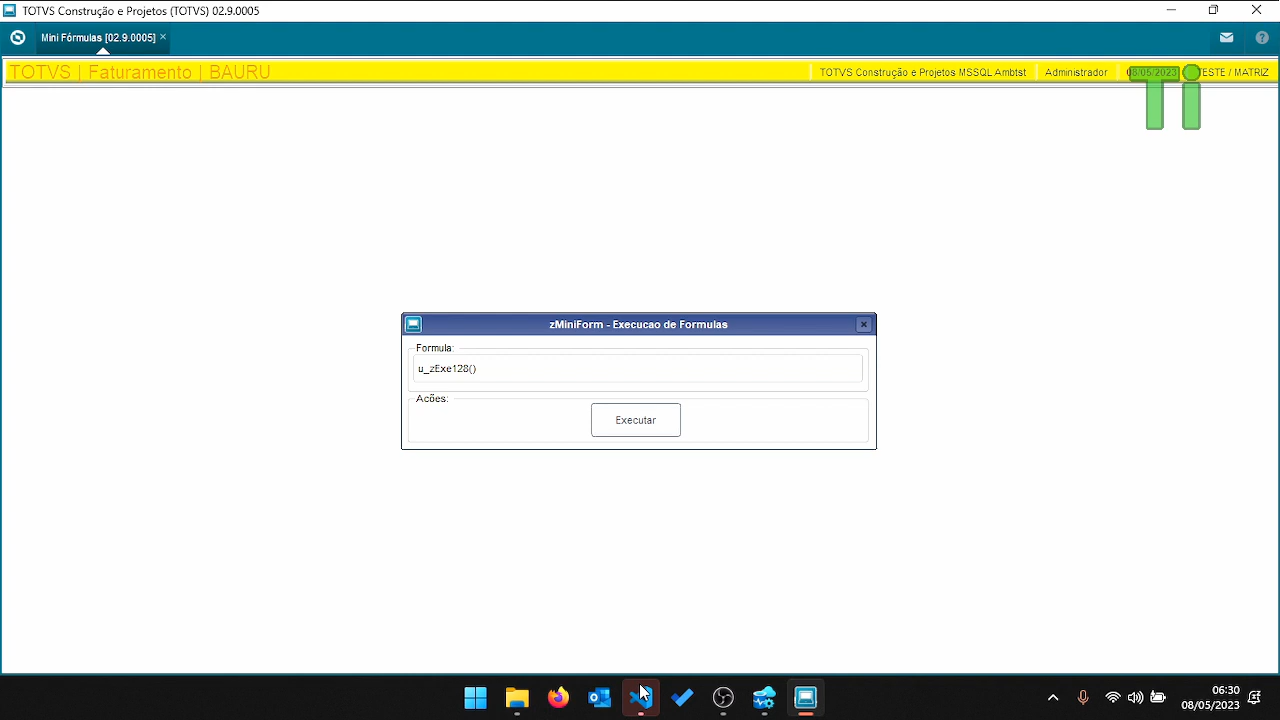 TOTVS Construção e Projetos (TOTVS) 02.9.0005
Mini Fórmulas [02.9.0005]
TOTVS | Faturamento | BAURU
TOTVS Construção e Projetos MSSQL Ambtst
Administrador
08/05/2023
TESTE / MATRIZ
Ti
zMiniForm - Execucao de Formulas
Formula:
u_zExe128()
Acões:
Executar
06:30
08/05/2023